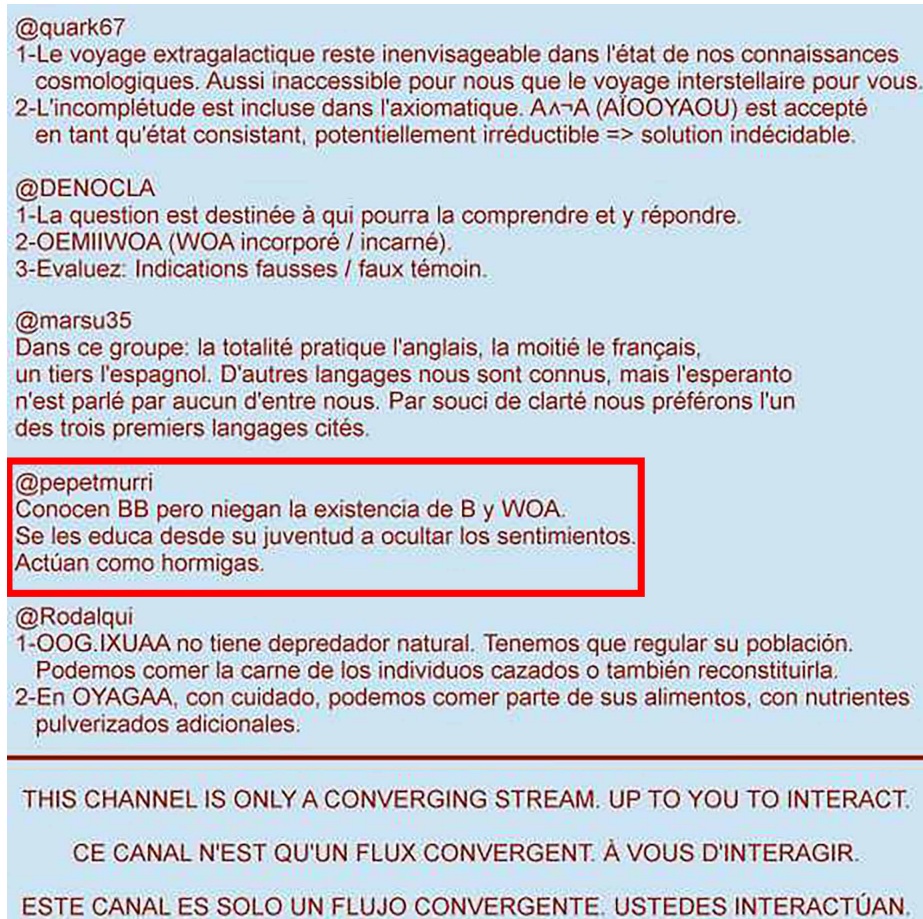 @quark67
1-Le voyage extragalactique reste inenvisageable dans l'état de nos connaissances
cosmologiques. Aussi inaccessible pour nous que le voyage interstellaire pour vous.
2-L'incomplétude est incluse dans l'axiomatique. A∧¬A (AÏOOYAOU) est accepté
en tant qu'état consistant, potentiellement irréductible => solution indécidable.
@DENOCLA
1-La question est destinée à qui pourra la comprendre et y répondre.
2-OEMIIWOA (WOA incorporé / incarné).
3-Evaluez: Indications fausses / faux témoin.
@marsu35
Dans ce groupe: la totalité pratique l'anglais, la moitié le français,
un tiers l'espagnol. D'autres langages nous sont connus, mais l'esperanto
n'est parlé par aucun d'entre nous. Par souci de clarté nous préférons l'un
des trois premiers langages cités.
@pepetmurri
Conocen BB pero niegan la existencia de B y WOA.
Se les educa desde su juventud a ocultar los sentimientos.
Actúan como hormigas.
@Rodalqui
1-OOG.IXUAA no tiene depredador natural. Tenemos que regular su población.
Podemos comer la carne de los individuos cazados o también reconstituirla.
2-En OYAGAA, con cuidado, podemos comer parte de sus alimentos, con nutrientes
pulverizados adicionales.
THIS CHANNEL IS ONLY A CONVERGING STREAM. UP TO YOU TO INTERACT.
CE CANAL N'EST QU'UN FLUX CONVERGENT. À VOUS D'INTERAGIR.
ESTE CANAL ES SOLO UN FLUJO CONVERGENTE. USTEDES INTERACTÚAN.